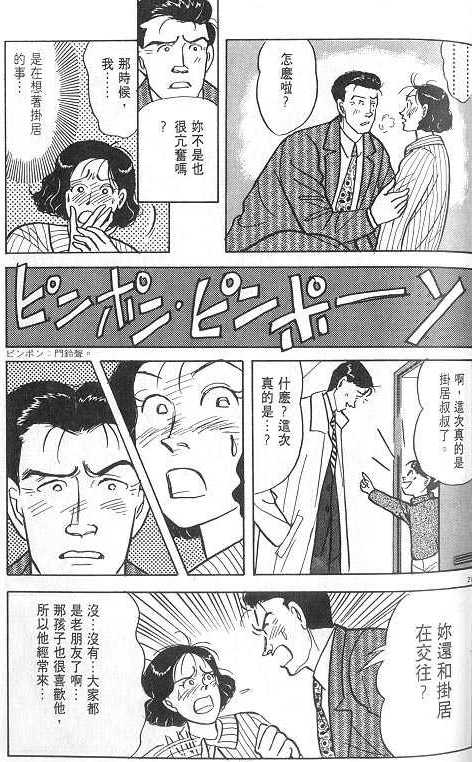 …………
怎麼啦?
妳不是也
很亢奮嗎
?
那時候,
我…
是在想著掛居
的事…
ピンポン・ピンポーン
ピンポン:門鈴聲。
啊,這次真的是
掛居叔叔了。
什麼?這次
真的是…?
妳還和掛居
在交往?
沒…沒有…大家都
是老朋友了啊…
那孩子也很喜歡他,
所以他經常來…